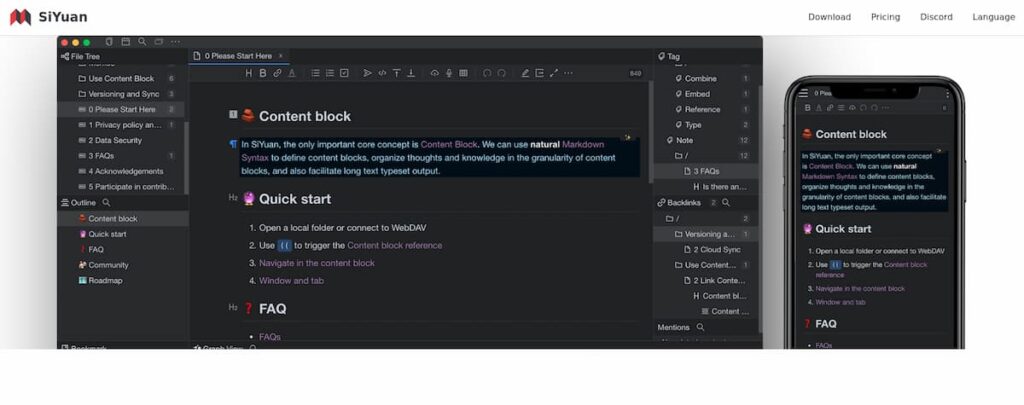 SiYuan
Download
Pricing
Discord
Language
File Tree
Use Content Block 6
Versioning and Sync 3
0 Please Start Here 2
1 Privacy policy an... 1
2 Data Security
3 FAQs 1
4 Acknowledgements
5 Participate in contrib...
Outline
Content block
Quick start
FAQ
Community
Roadmap
0 Please Start Here
640
Content block
In SiYuan, the only important core concept is Content Block. We can use natural Markdown
Syntax to define content blocks, organize thoughts and knowledge in the granularity of content
blocks, and also facilitate long text typeset output.
H2 Quick start
1. Open a local folder or connect to WebDAV
2. Use (( to trigger the Content block reference
3. Navigate in the content block
4. Window and tab
H2 FAQ
• FAQs
Graph View
Tag
Combine 1
Embed 1
Reference 1
Type 2
Note 12
/ 12
3 FAQs 1
H Is there an...
Backlinks 2
/ 2
Versioning a... 1
2 Cloud Sync
Use Content... 1
2 Link Conten...
H Content bl...
Content ...
Mentions
0 Ple
Content block
In SiYuan, the only important core concept
is Content Block. We can use natural
Markdown Syntax to define content blocks,
organize thoughts and knowledge in the
granularity of content blocks, and also facilitate
long text typeset output.
Quick start
1. Open a local folder or connect to WebDAV
2. Use (( to trigger the Content block
reference
3. Navigate in the content block
4. Window and tab
FAQ
• FAQs